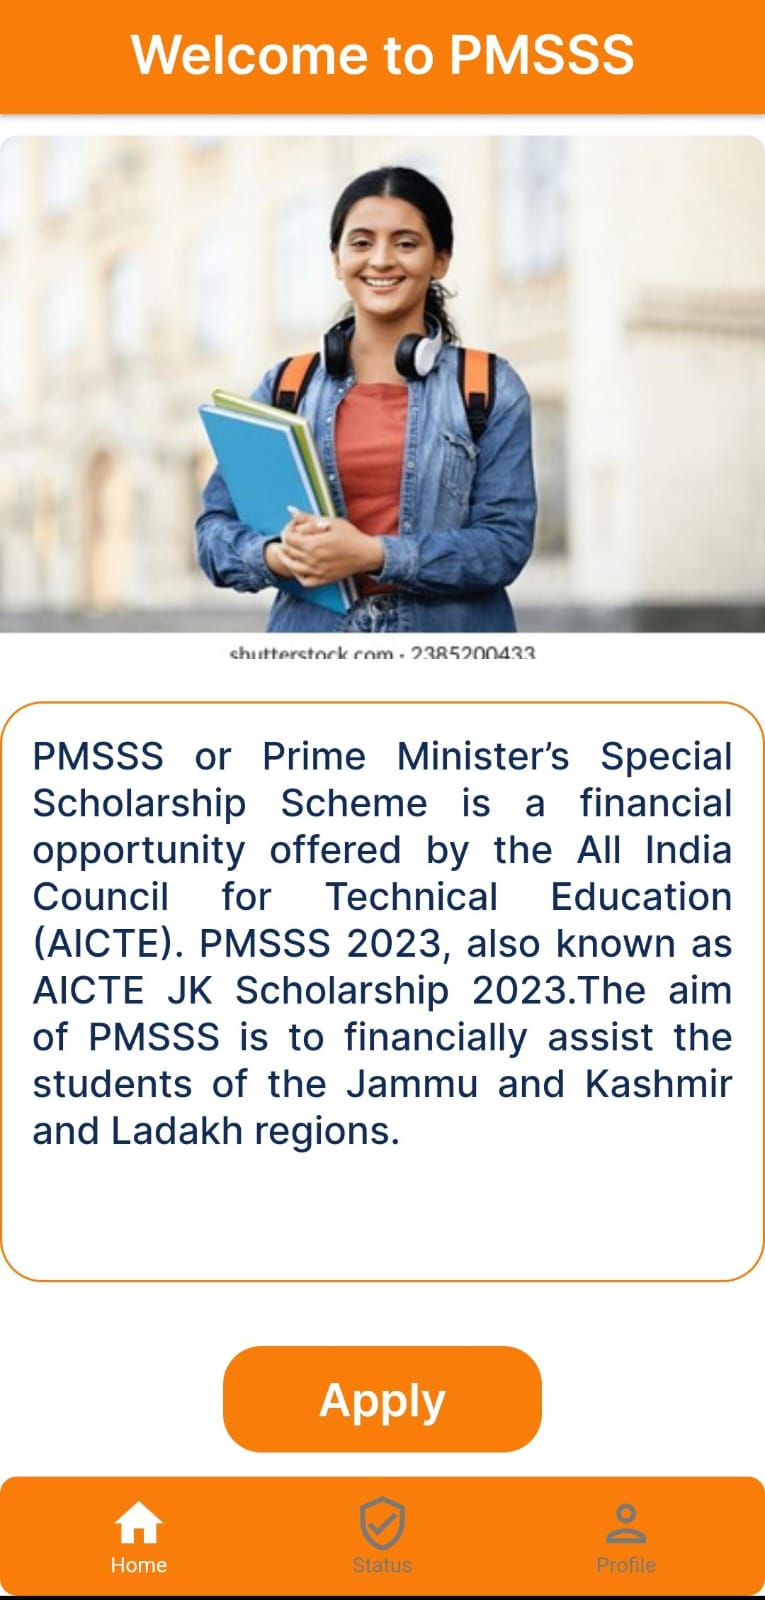 Welcome to PMSSS
shutterstock.com · 2385200433
PMSSS or Prime Minister’s Special
Scholarship Scheme is a financial
opportunity offered by the All India
Council for Technical Education
(AICTE). PMSSS 2023, also known as
AICTE JK Scholarship 2023.The aim
of PMSSS is to financially assist the
students of the Jammu and Kashmir
and Ladakh regions.
Apply
Home
Status
Profile